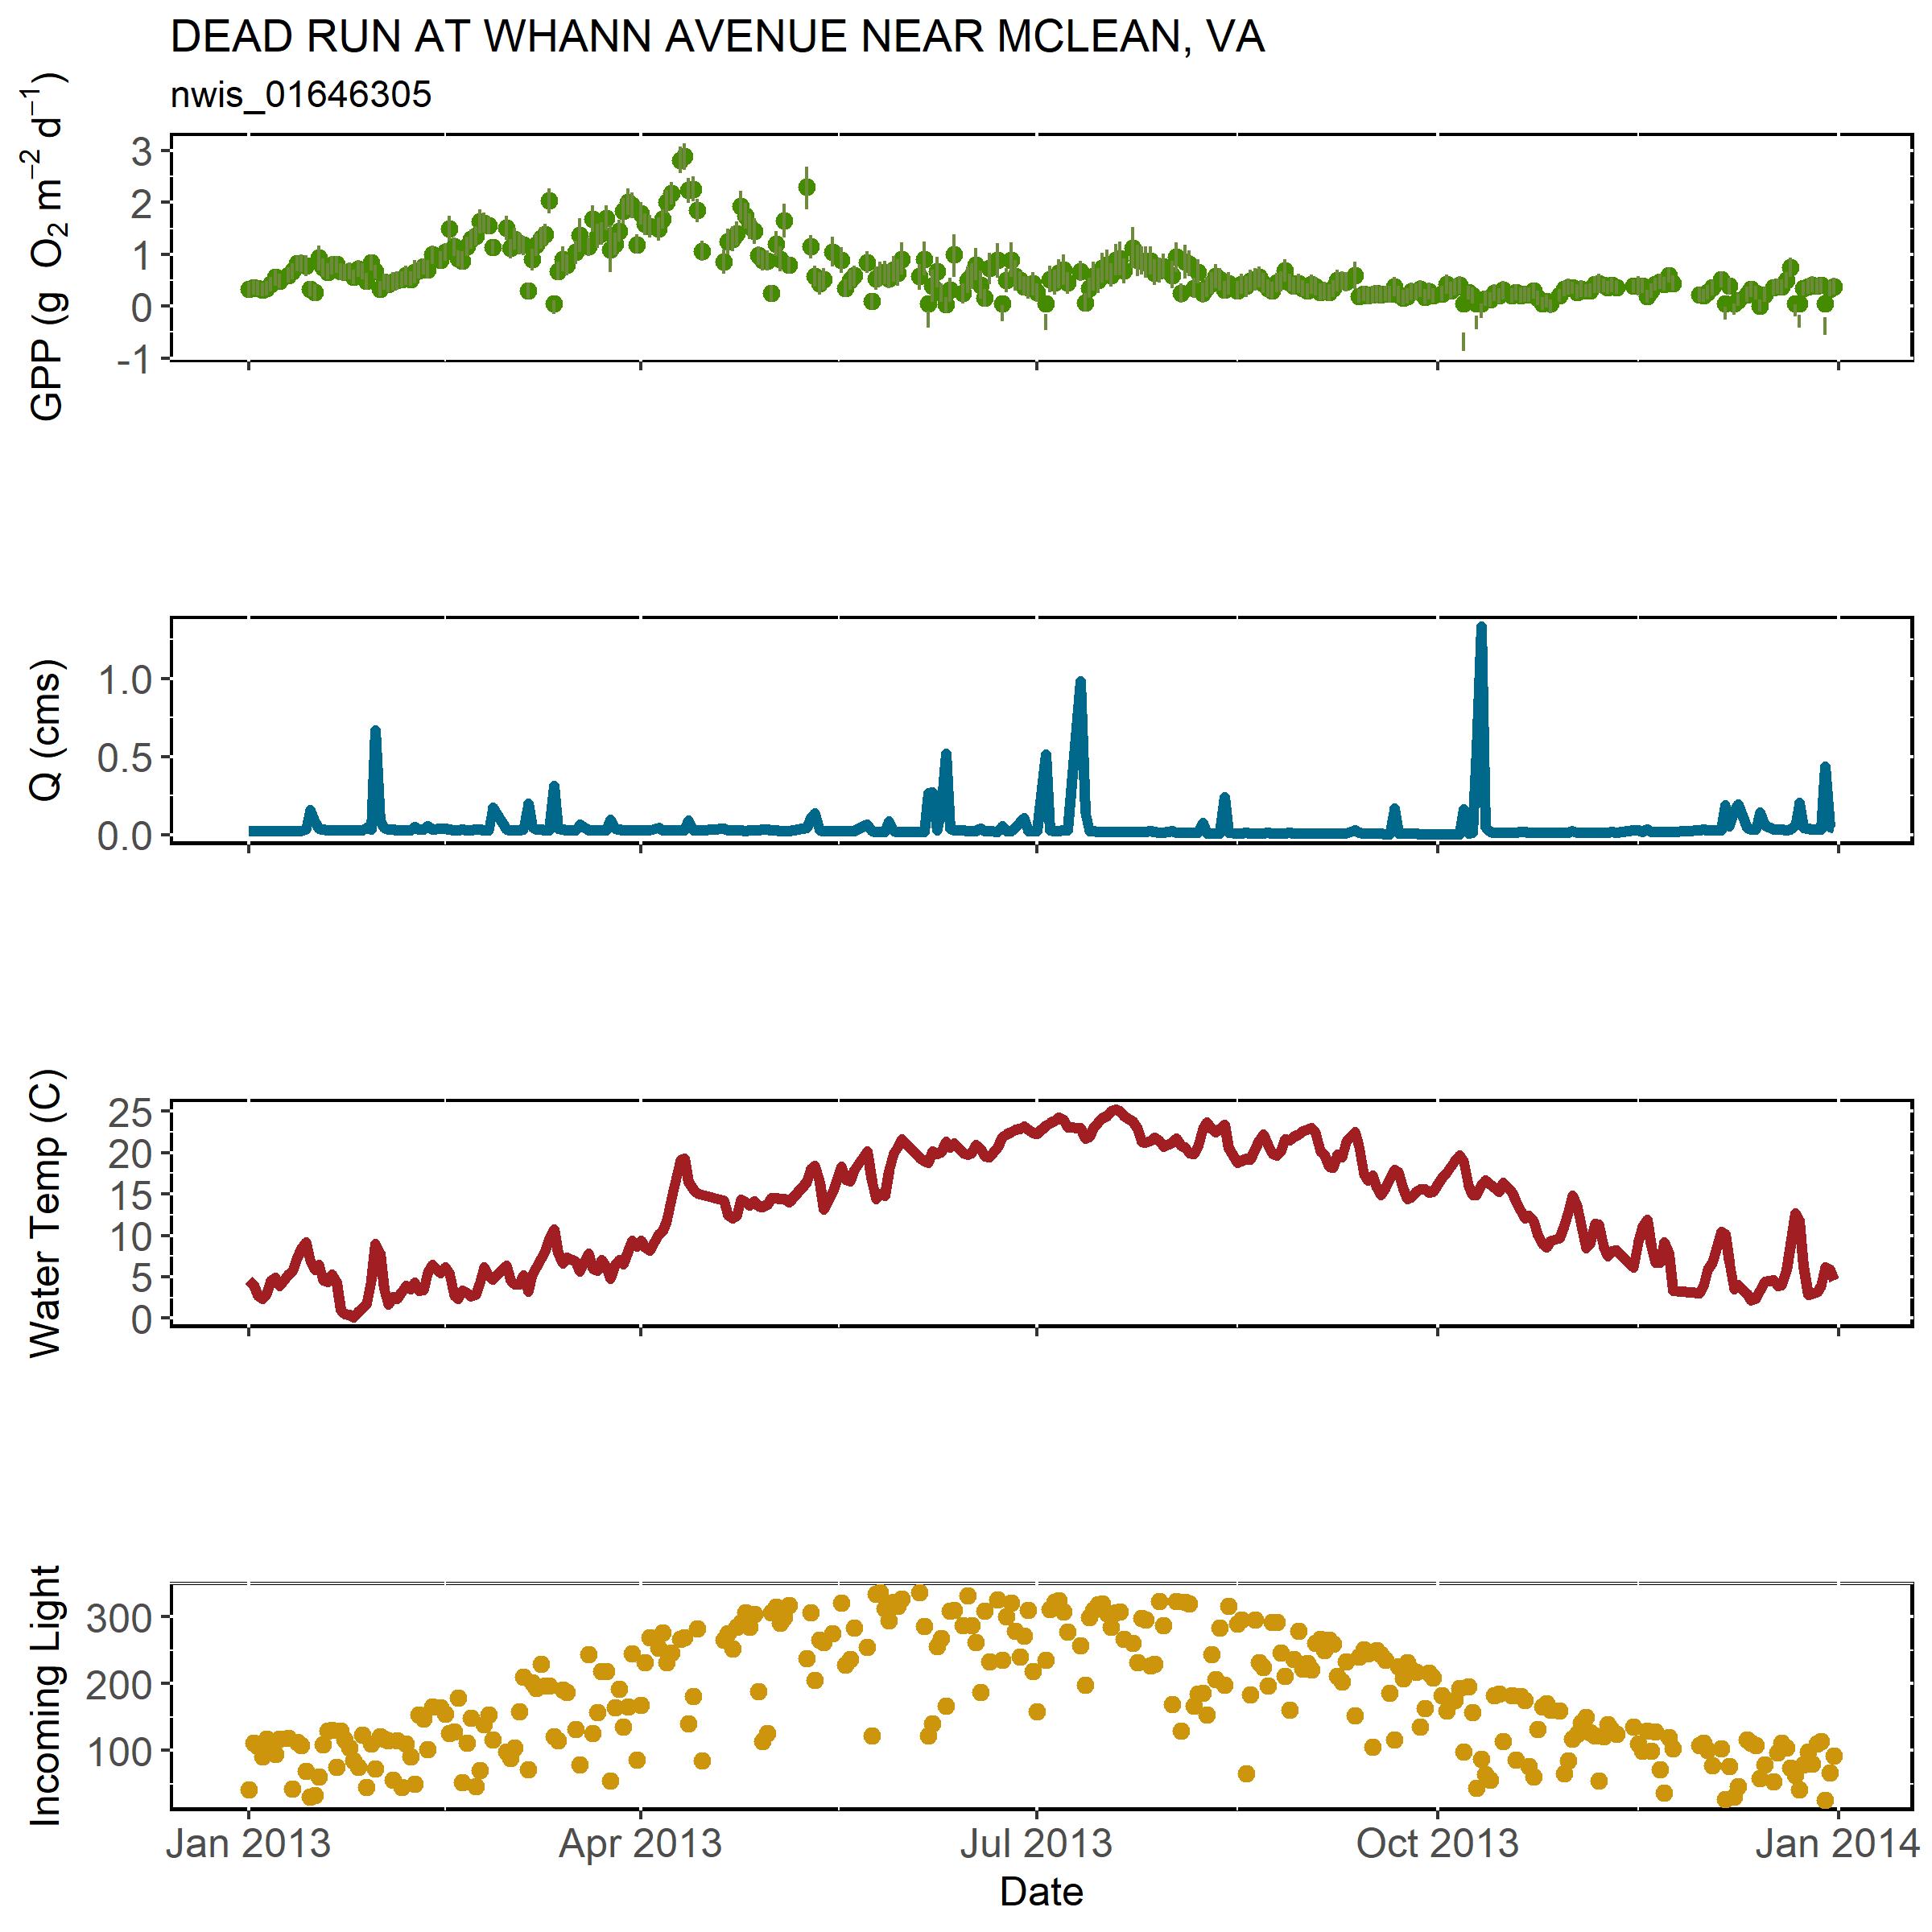 DEAD RUN AT WHANN AVENUE NEAR MCLEAN, VA
nwis_01646305
GPP (g O₂ m⁻² d⁻¹)
3
2
1
0
-1
Q (cms)
1.0
0.5
0.0
Water Temp (C)
25
20
15
10
5
0
Incoming Light
300
200
100
Jan 2013 Apr 2013 Jul 2013 Oct 2013 Jan 2014
Date